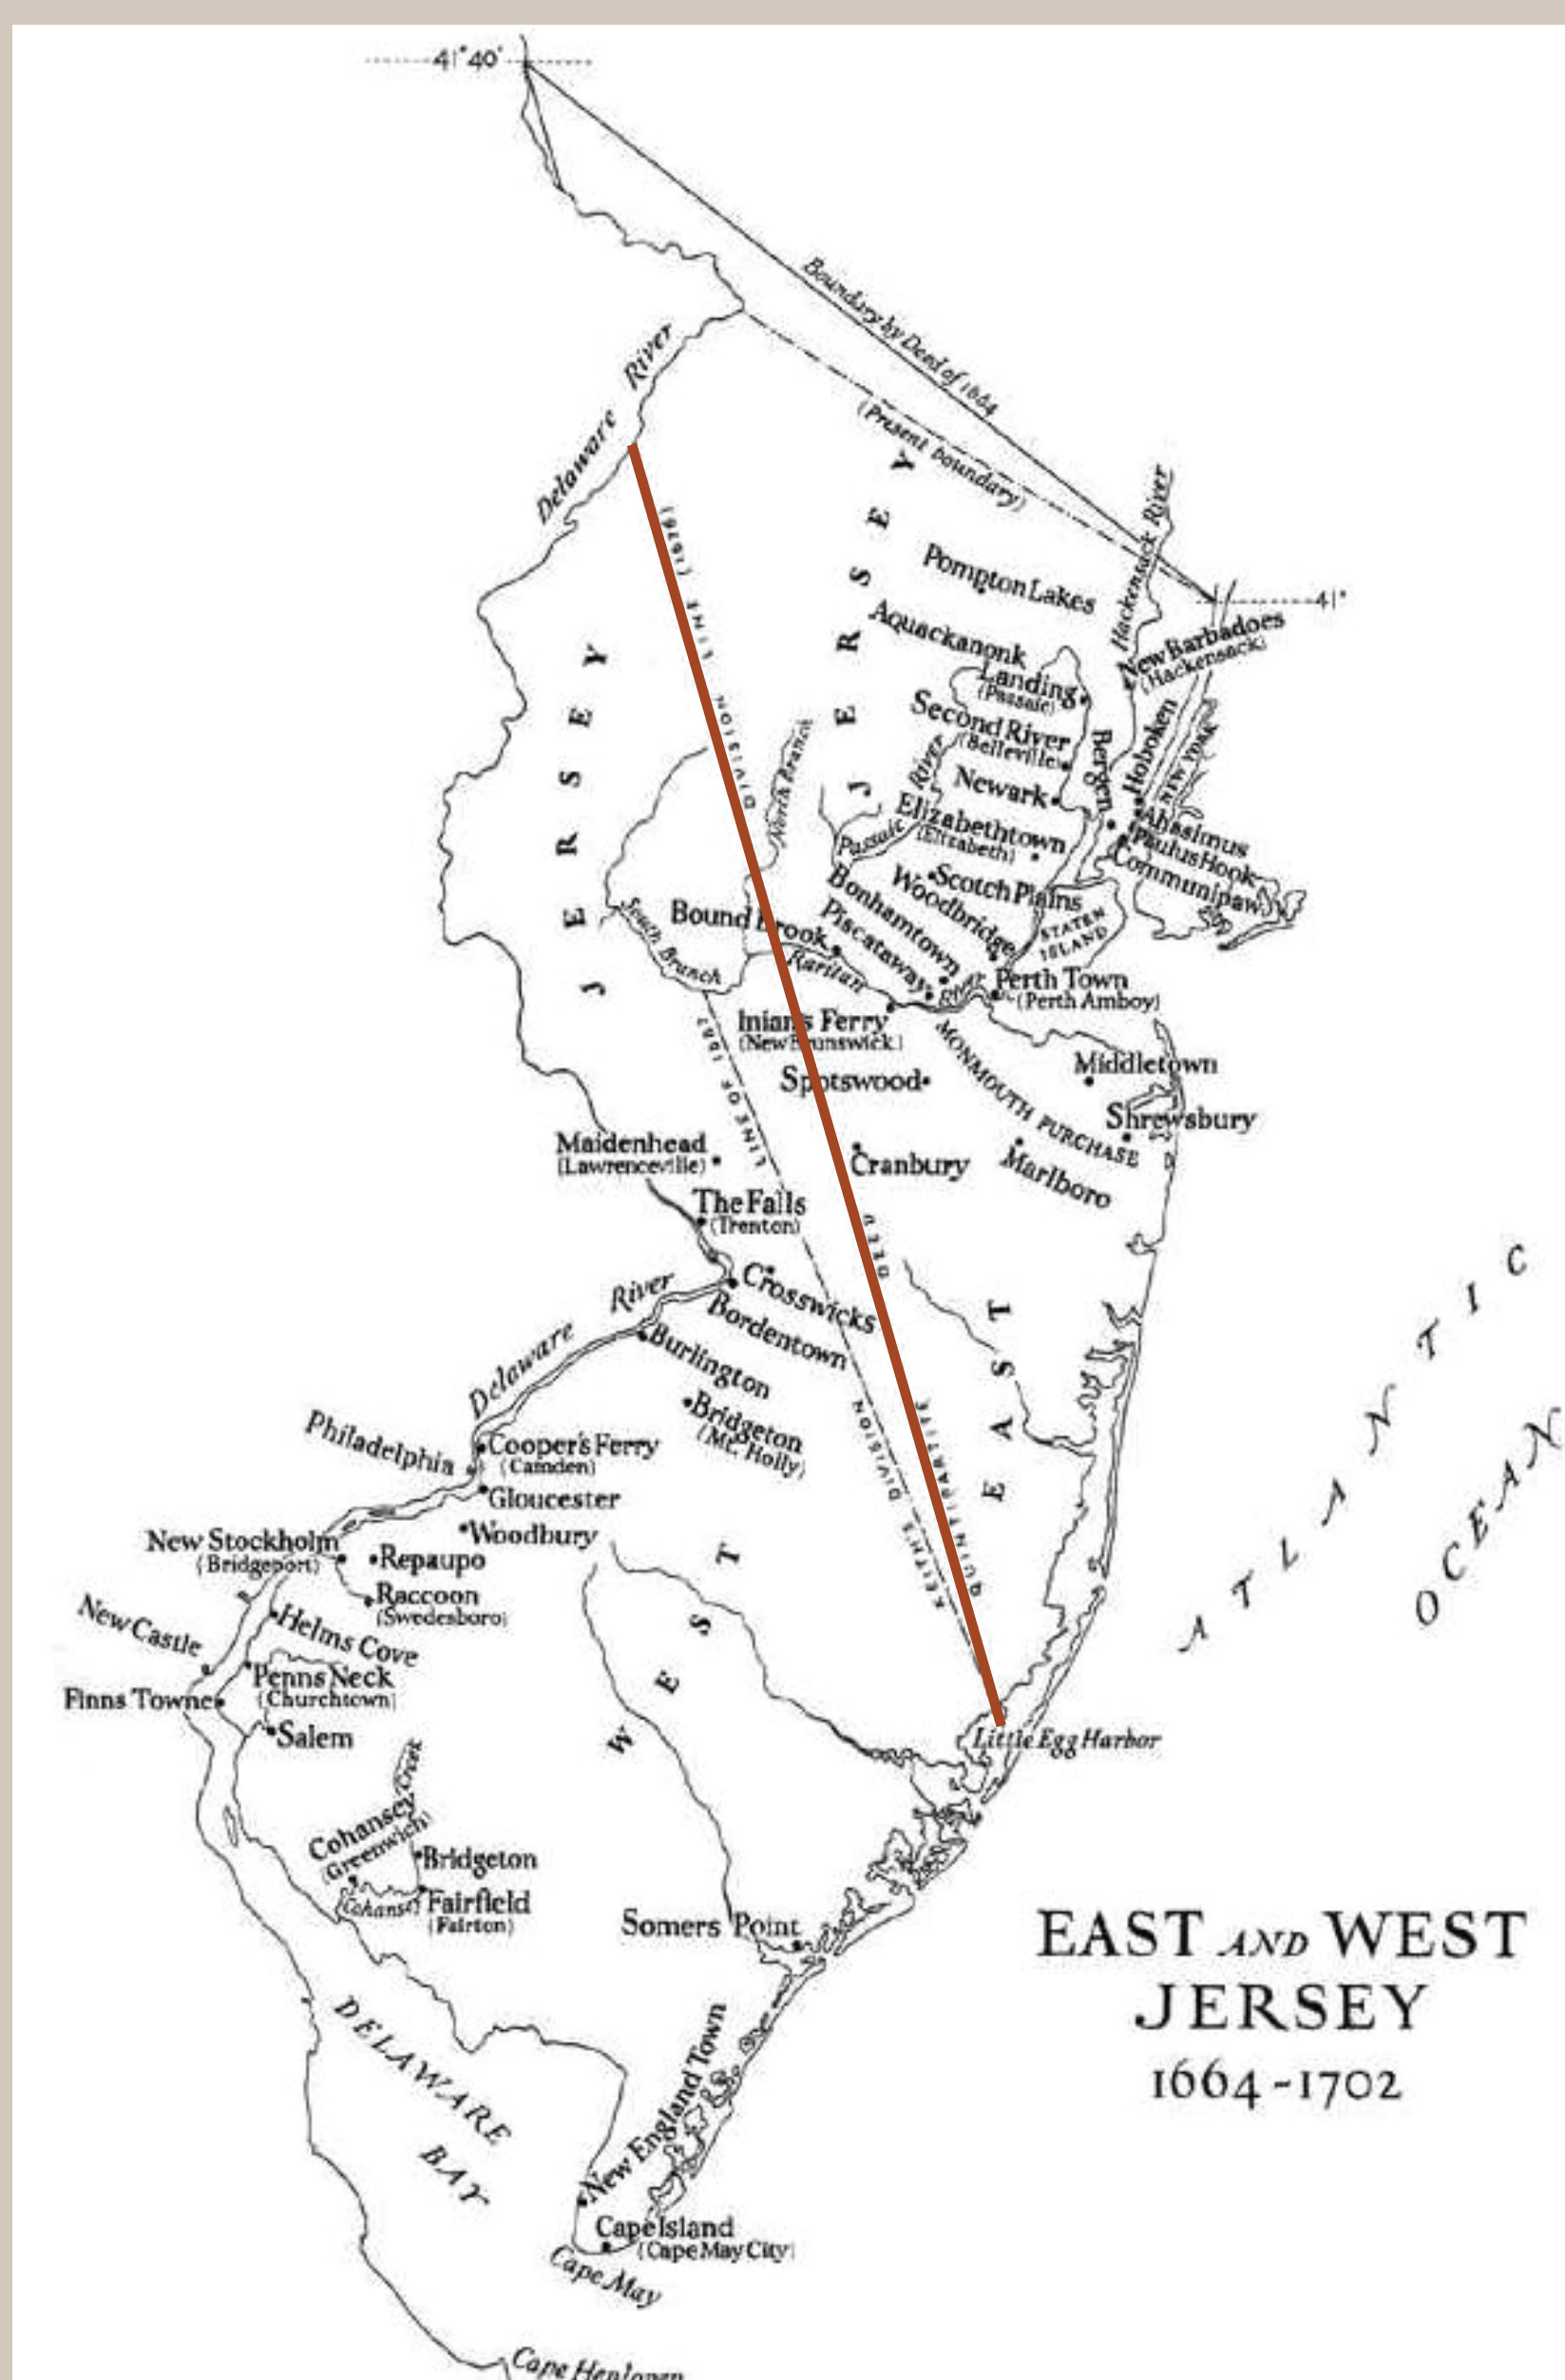 41°40'
Boundary by Deed of 1664
(Present boundary)
Delaware River
Hackensack River
41°
Pompton Lakes
Aquackanonk
Landing
(Passaic)
New Barbadoes
(Hackensack)
Second River
(Belleville)
Newark
Bergen
Hoboken
NEW YORK
Elizabethtown
(Elizabeth)
Ahasimus
Paulus Hook
Communipaw
Passaic River
North Branch
Scotch Plains
Woodbridge
Bonhamtown
Piscataway
STATEN
ISLAND
Bound Brook
South Branch
Raritan
Perth Town
(Perth Amboy)
Inian's Ferry
(New Brunswick)
Spotswood
MONMOUTH PURCHASE
Middletown
Shrewsbury
Marlboro
Cranbury
Maidenhead
(Lawrenceville)
The Falls
(Trenton)
Crosswicks
Bordentown
Delaware River
Burlington
Bridgeton
(Mt. Holly)
Philadelphia
Cooper's Ferry
(Camden)
Gloucester
Woodbury
New Stockholm
(Bridgeport)
Repaupo
Raccoon
(Swedesboro)
New Castle
Helms Cove
Penns Neck
(Churchtown)
Finns Towne
Salem
QUINTIPARTITE DEED DIVISION LINE (1676)
KEITH'S DIVISION LINE OF 1687
EAST JERSEY
WEST JERSEY
ATLANTIC
OCEAN
Little Egg Harbor
Cohansey Creek
(Greenwich)
Bridgeton
Fairfield
(Fairton)
Somers Point
New England Town
DELAWARE
BAY
Cape Island
(Cape May City)
Cape May
Cape Henlopen
EAST AND WEST
JERSEY
1664-1702